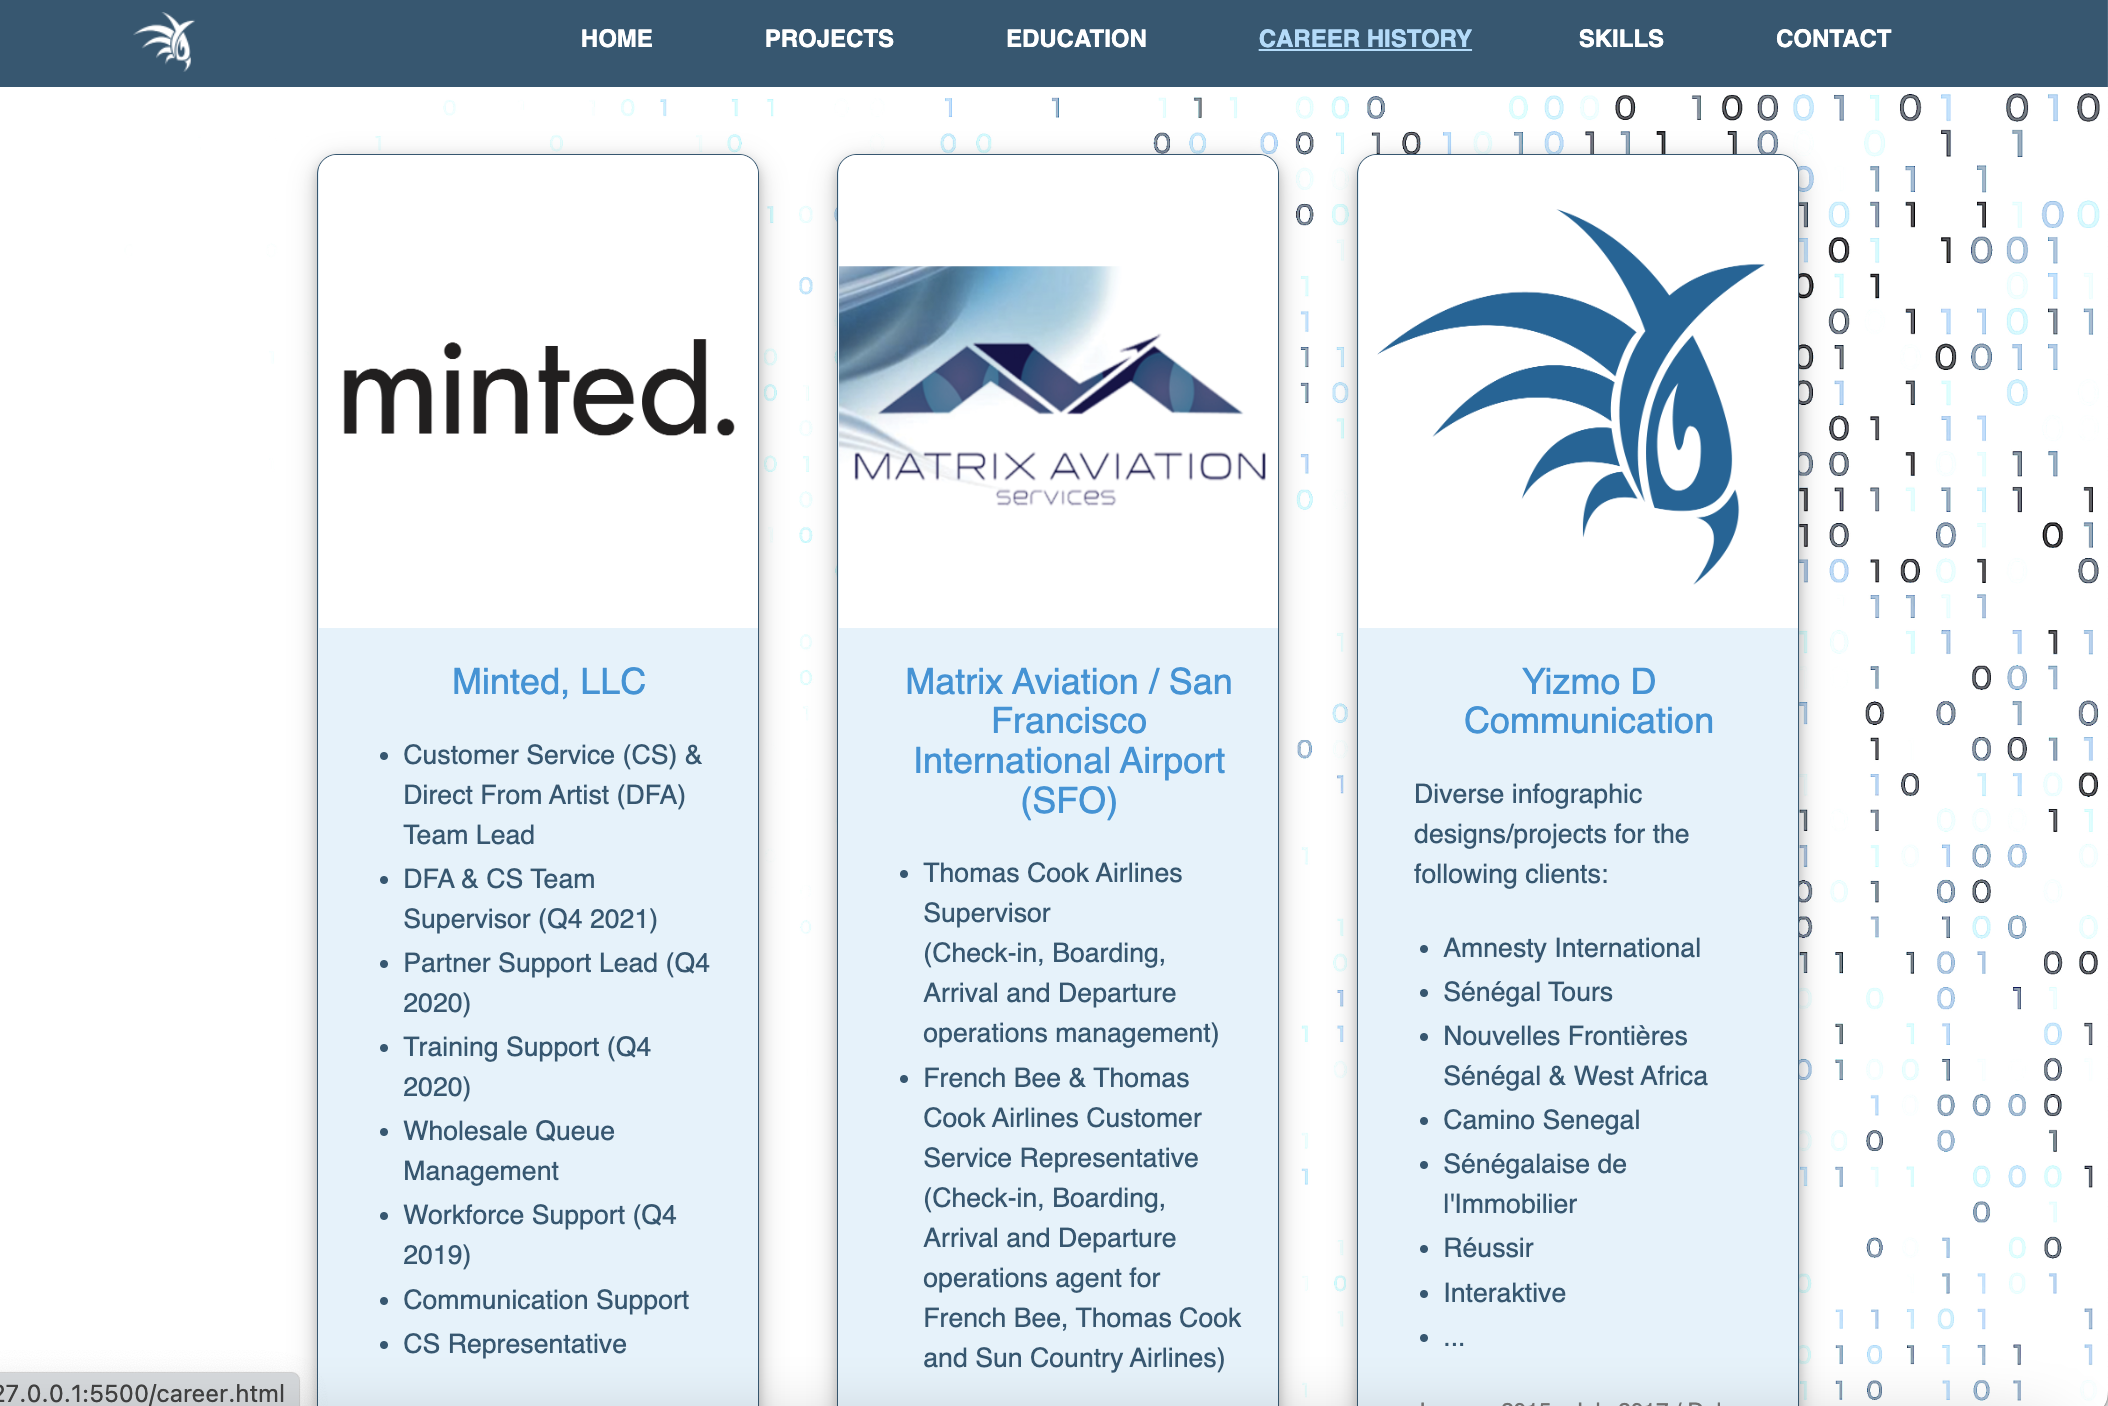 HOME PROJECTS EDUCATION CAREER HISTORY SKILLS CONTACT
minted.
Minted, LLC
• Customer Service (CS) &
Direct From Artist (DFA)
Team Lead
• DFA & CS Team
Supervisor (Q4 2021)
• Partner Support Lead (Q4
2020)
• Training Support (Q4
2020)
• Wholesale Queue
Management
• Workforce Support (Q4
2019)
• Communication Support
• CS Representative
MATRIX AVIATION
services
Matrix Aviation / San
Francisco
International Airport
(SFO)
• Thomas Cook Airlines
Supervisor
(Check-in, Boarding,
Arrival and Departure
operations management)
• French Bee & Thomas
Cook Airlines Customer
Service Representative
(Check-in, Boarding,
Arrival and Departure
operations agent for
French Bee, Thomas Cook
and Sun Country Airlines)
Yizmo D
Communication
Diverse infographic
designs/projects for the
following clients:
• Amnesty International
• Sénégal Tours
• Nouvelles Frontières
Sénégal & West Africa
• Camino Senegal
• Sénégalaise de
l'Immobilier
• Réussir
• Interaktive
• ...
27.0.0.1:5500/career.html